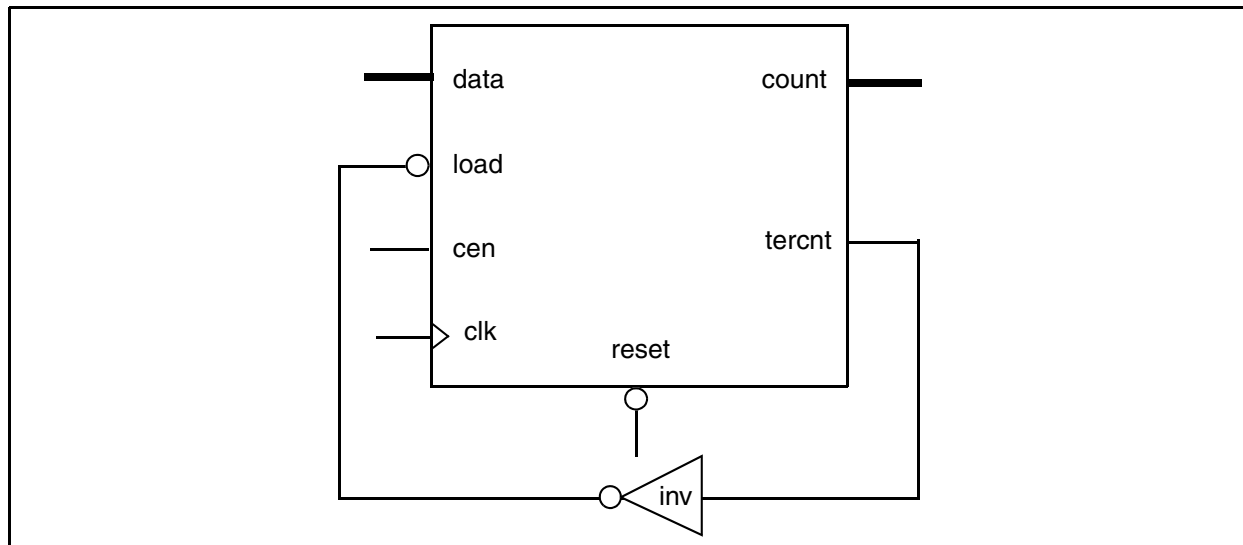 data
count
load
cen
tercnt
clk
reset
inv